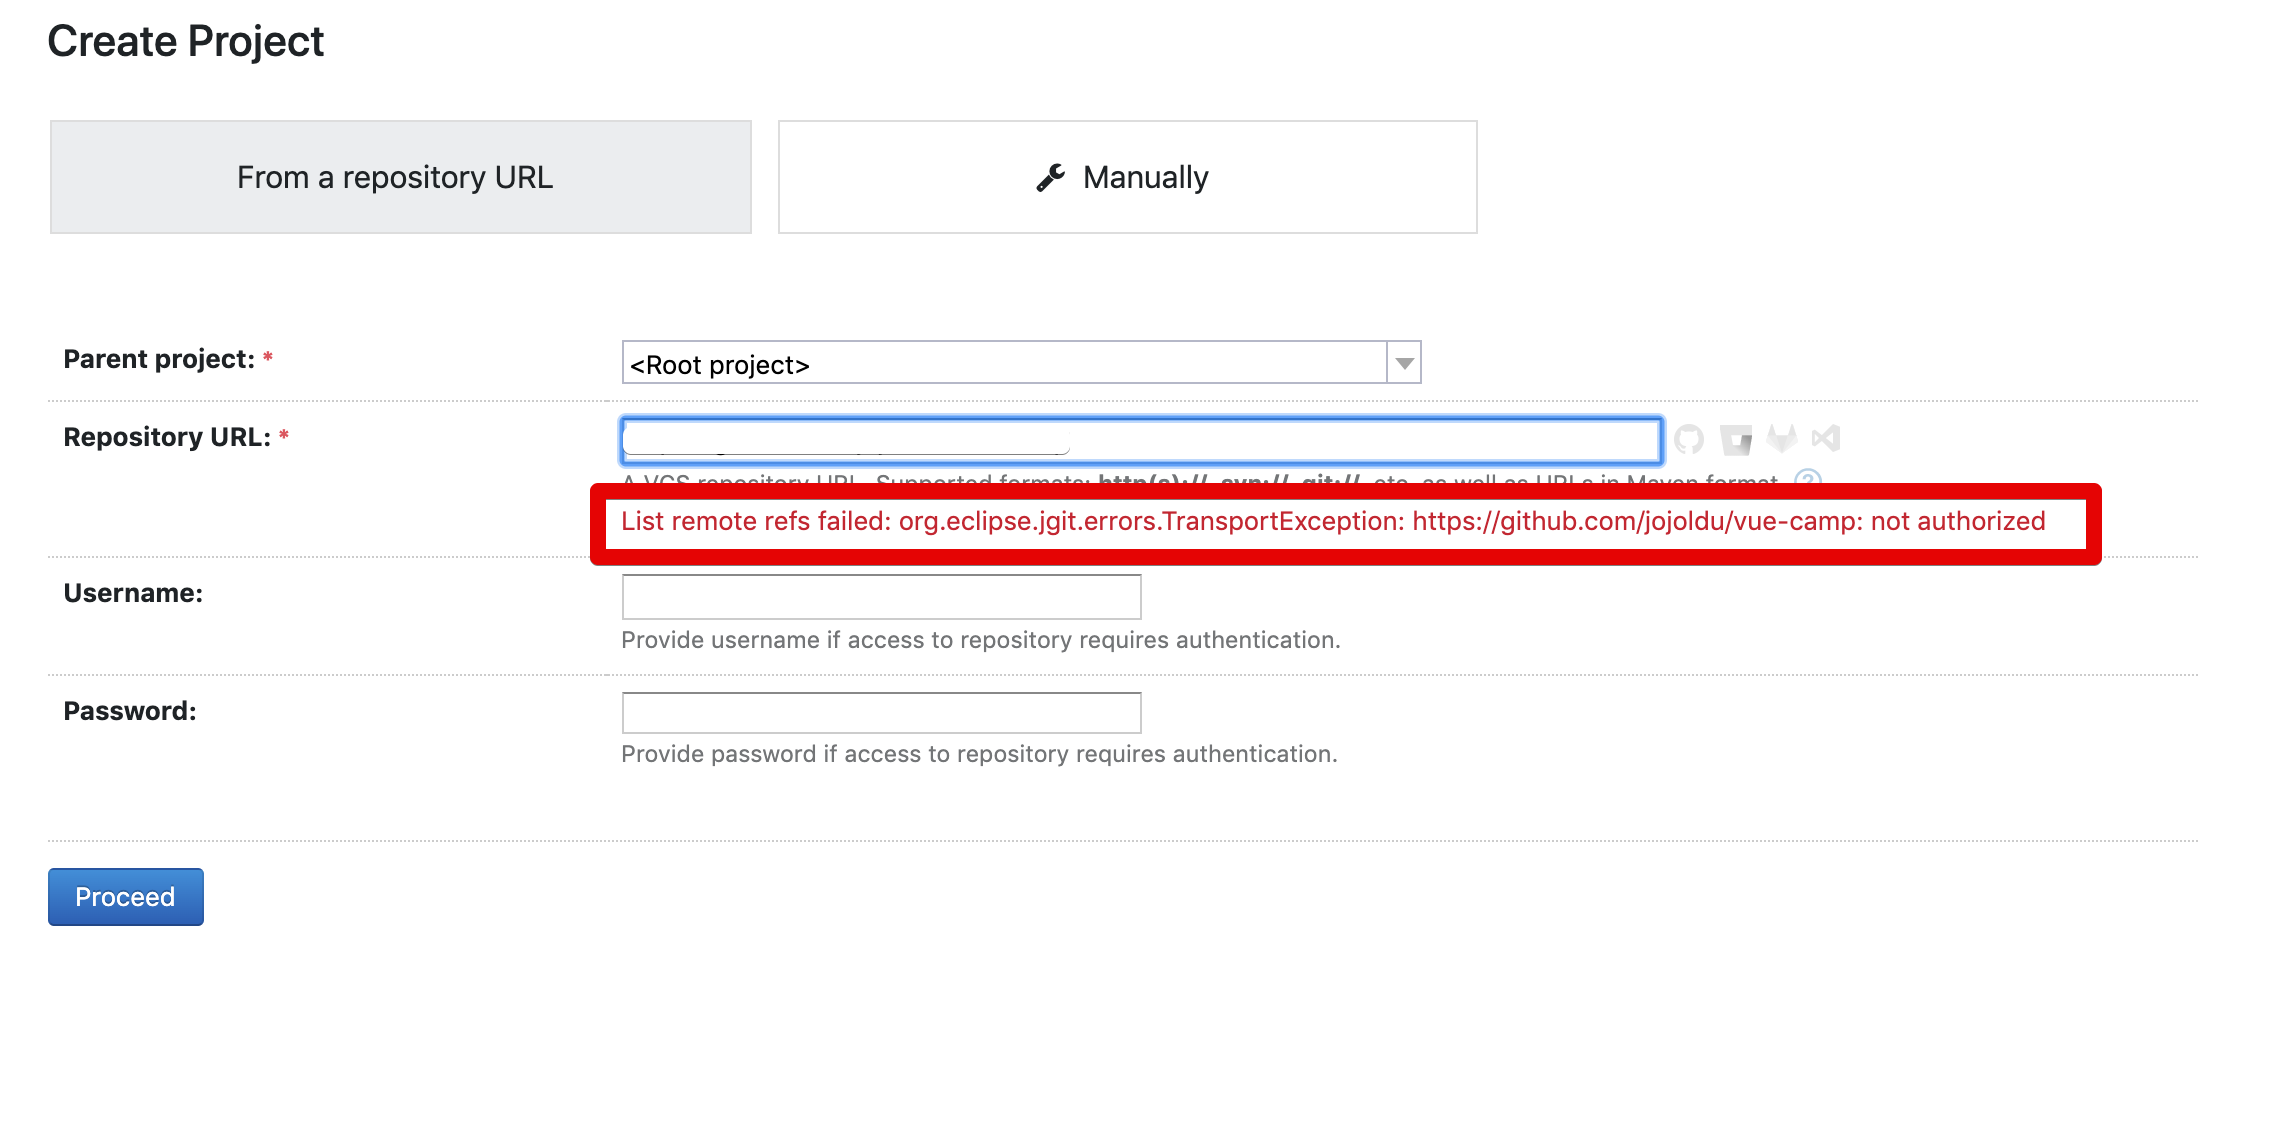 Create Project
From a repository URL
Manually
Parent project: *
<Root project>
Repository URL: *
A VCS repository URL. Supported formats: http(s)://, svn://, git://, etc. as well as URLs in Maven format.
List remote refs failed: org.eclipse.jgit.errors.TransportException: https://github.com/jojoldu/vue-camp: not authorized
Username:
Provide username if access to repository requires authentication.
Password:
Provide password if access to repository requires authentication.
Proceed